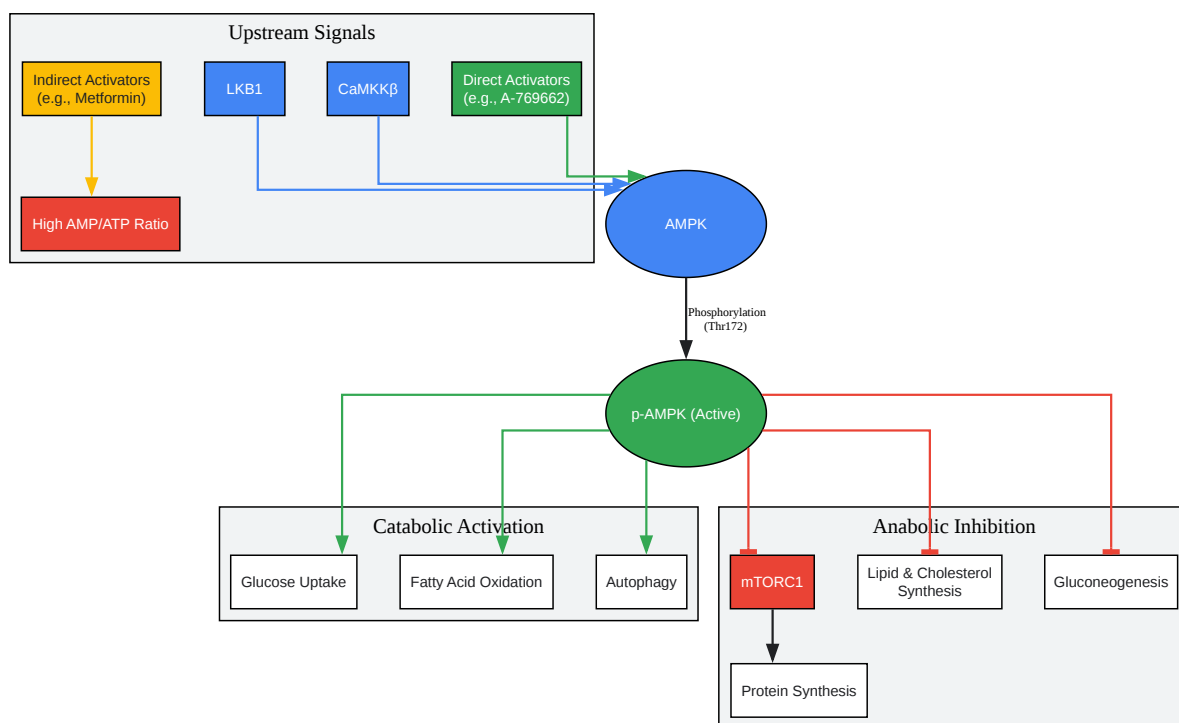 Upstream Signals
Indirect Activators
(e.g., Metformin)
LKB1
CaMKKβ
Direct Activators
(e.g., A-769662)
High AMP/ATP Ratio
AMPK
Phosphorylation
(Thr172)
p-AMPK (Active)
Catabolic Activation
Anabolic Inhibition
Glucose Uptake
Fatty Acid Oxidation
Autophagy
mTORC1
Lipid & Cholesterol
Synthesis
Gluconeogenesis
Protein Synthesis